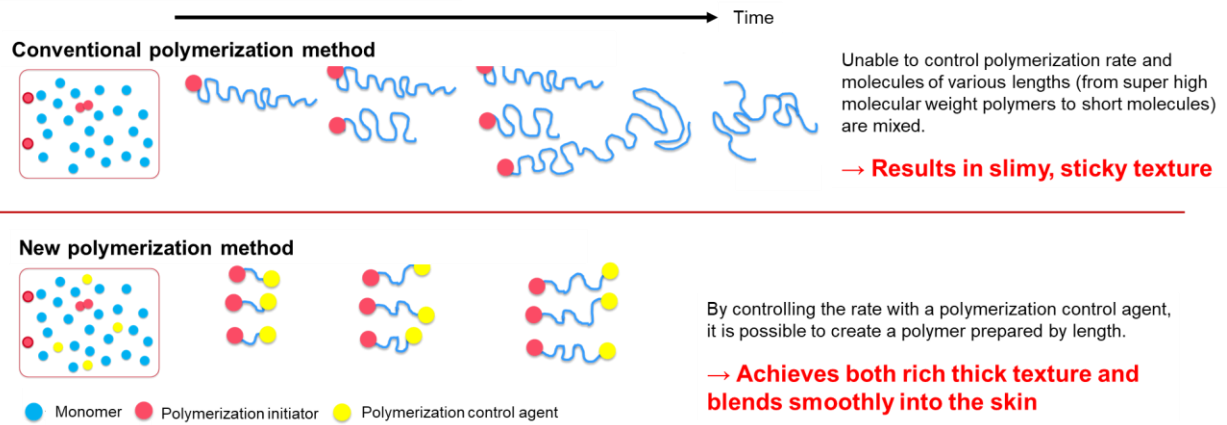 Time
Conventional polymerization method
Unable to control polymerization rate and
molecules of various lengths (from super high
molecular weight polymers to short molecules)
are mixed.
→ Results in slimy, sticky texture
New polymerization method
By controlling the rate with a polymerization control agent,
it is possible to create a polymer prepared by length.
→ Achieves both rich thick texture and
blends smoothly into the skin
Monomer
Polymerization initiator
Polymerization control agent